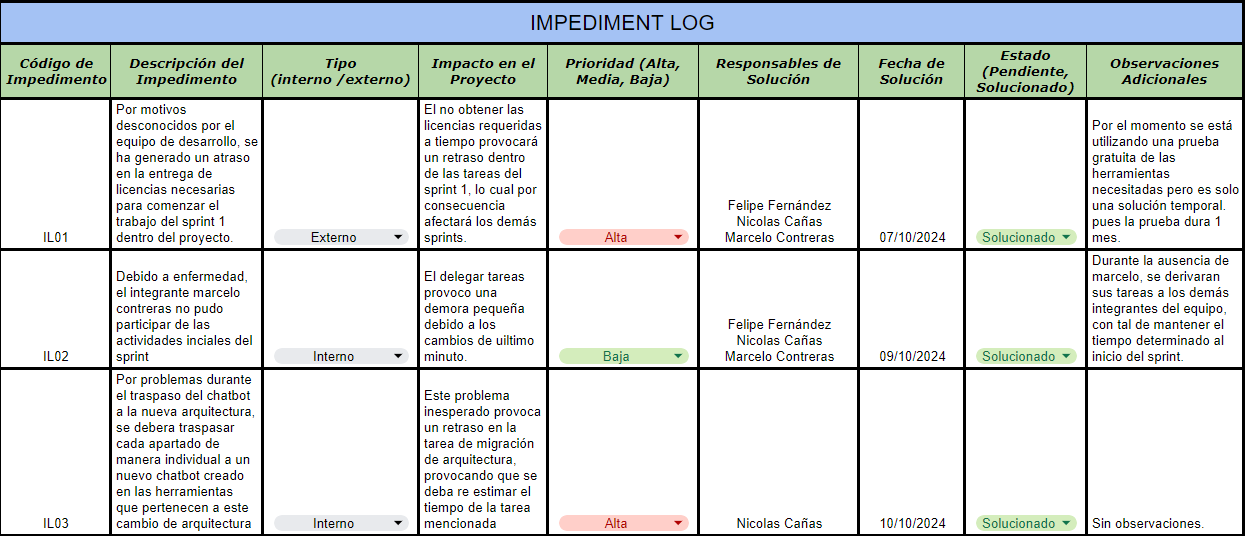 IMPEDIMENT LOG
Código de
Impedimento
Descripción del
Impedimento
Tipo
(interno /externo)
Impacto en el
Proyecto
Prioridad (Alta,
Media, Baja)
Responsables de
Solución
Fecha de
Solución
Estado
(Pendiente,
Solucionado)
Observaciones
Adicionales
IL01
Por motivos
desconocidos por el
equipo de desarrollo, se
ha generado un atraso
en la entrega de
licencias necesarias
para comenzar el
trabajo del sprint 1
dentro del proyecto.
Externo
El no obtener las
licencias requeridas
a tiempo provocará
un retraso dentro
de las tareas del
sprint 1, lo cual por
consecuencia
afectará los demás
sprints.
Alta
Felipe Fernández
Nicolas Cañas
Marcelo Contreras
07/10/2024
Solucionado
Por el momento se está
utilizando una prueba
gratuita de las
herramientas
necesitadas pero es solo
una solución temporal.
pues la prueba dura 1
mes.
IL02
Debido a enfermedad,
el integrante marcelo
contreras no pudo
participar de las
actividades inciales del
sprint
Interno
El delegar tareas
provoco una
demora pequeña
debido a los
cambios de uiltimo
minuto.
Baja
Felipe Fernández
Nicolas Cañas
Marcelo Contreras
09/10/2024
Solucionado
Durante la ausencia de
marcelo, se derivaran
sus tareas a los demás
integrantes del equipo,
con tal de mantener el
tiempo determinado al
inicio del sprint.
IL03
Por problemas durante
el traspaso del chatbot
a la nueva arquitectura,
se debera traspasar
cada apartado de
manera individual a un
nuevo chatbot creado
en las herramientas
que pertenecen a este
cambio de arquitectura
Interno
Este problema
inesperado provoca
un retraso en la
tarea de migración
de arquitectura,
provocando que se
deba re estimar el
tiempo de la tarea
mencionada
Alta
Nicolas Cañas
10/10/2024
Solucionado
Sin observaciones.